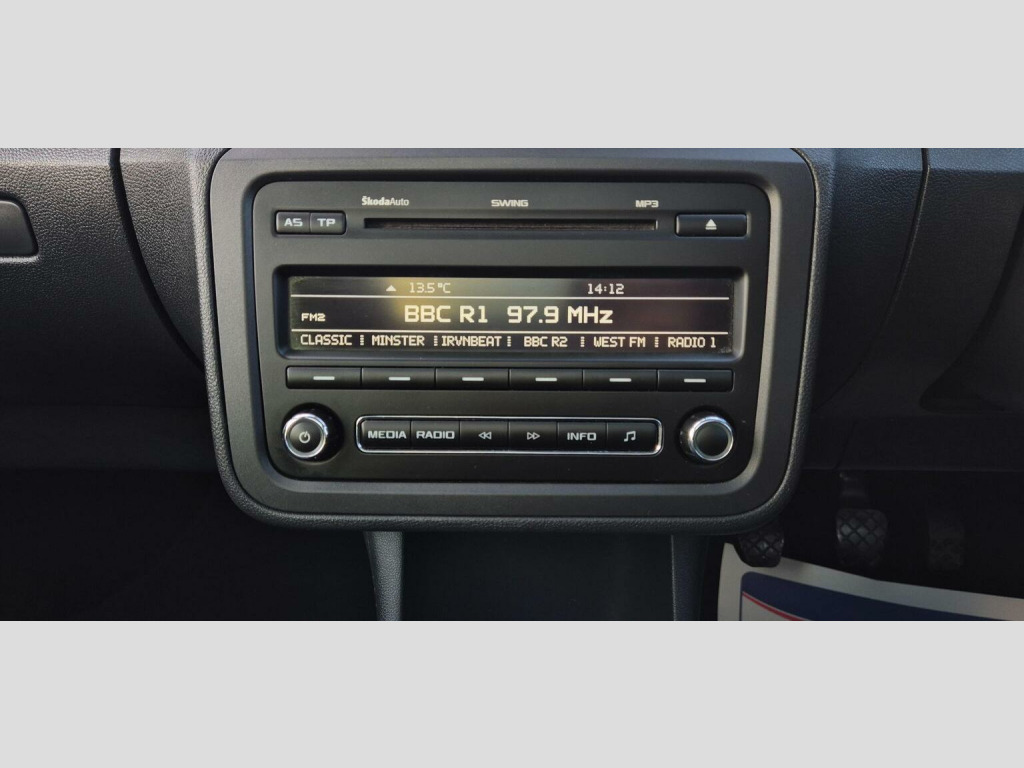 ŠkodaAuto SWING MP3
AS TP
13.5°C 14:12
FM2 BBC R1 97.9 MHz
CLASSIC MINSTER IRVNBEAT BBC R2 WEST FM RADIO 1
MEDIA RADIO INFO